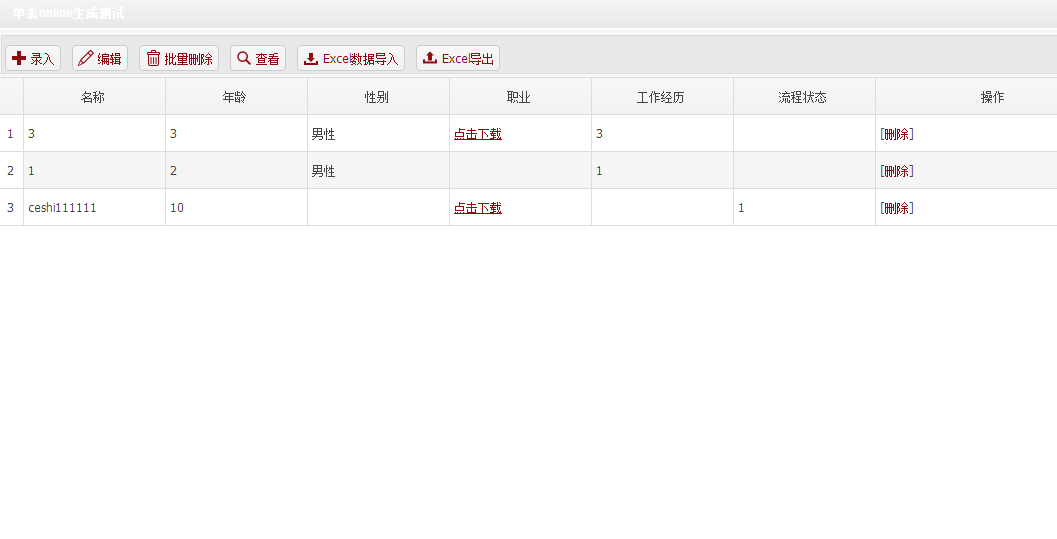 单表online生成测试
录入 编辑 批量删除 查看 Excel数据导入 Excel导出
名称 年龄 性别 职业 工作经历 流程状态 操作
1 3 3 男性 点击下载 3 [删除]
2 1 2 男性 1 [删除]
3 ceshi111111 10 点击下载 1 [删除]